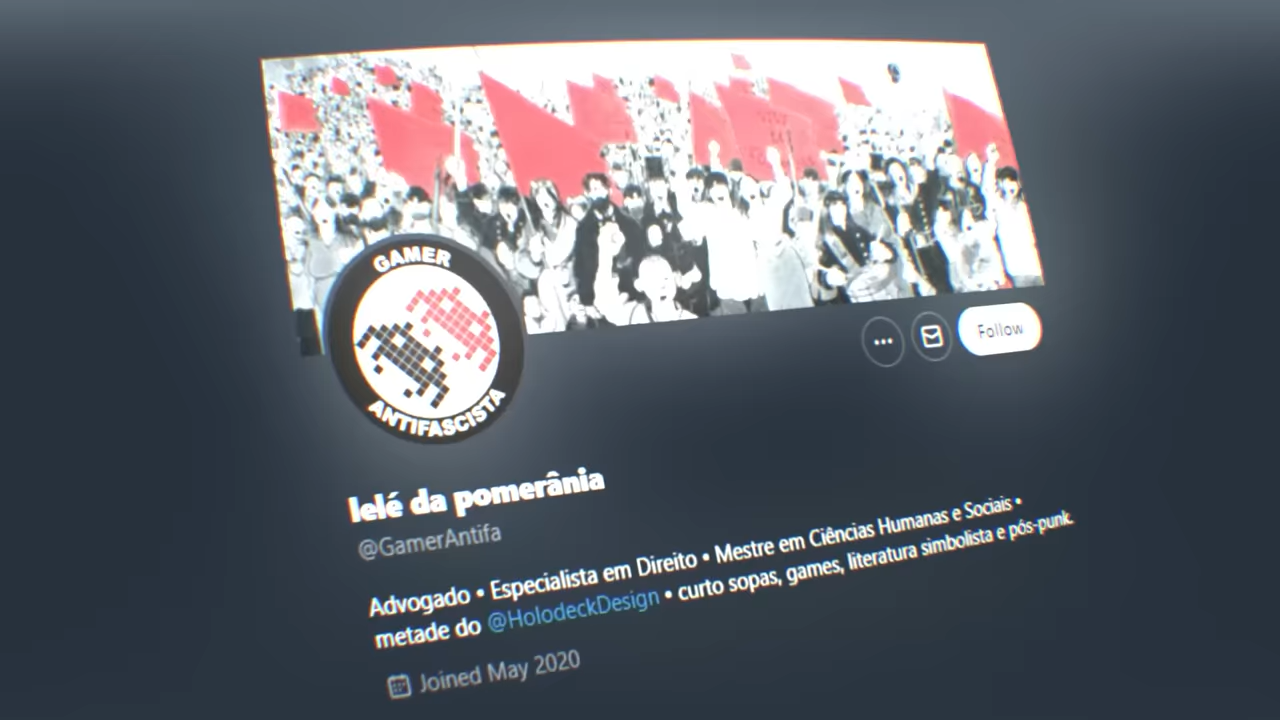 GAMER
ANTIFASCISTA
Follow
lelé da pomerânia
@GamerAntifa
Advogado • Especialista em Direito • Mestre em Ciências Humanas e Sociais •
metade do @HolodeckDesign • curto sopas, games, literatura simbolista e pós-punk.
Joined May 2020